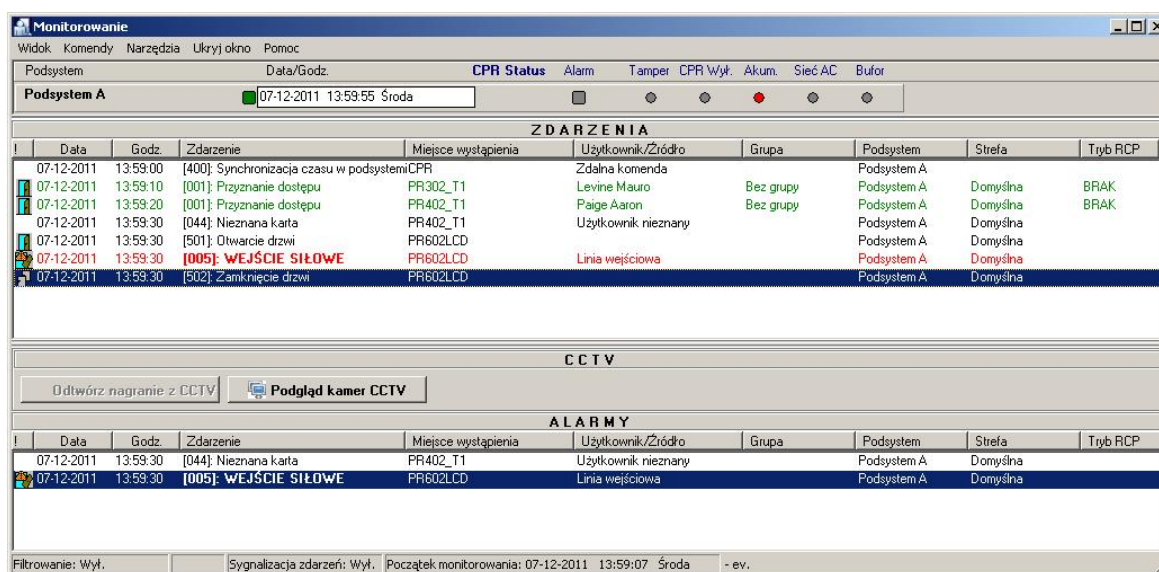 Monitorowanie
Widok Komendy Narzędzia Ukryj okno Pomoc
Podsystem Data/Godz. CPR Status Alarm Tamper CPR Wył. Akum. Sieć AC Bufor
Podsystem A 07-12-2011 13:59:55 Środa
ZDARZENIA
! Data Godz. Zdarzenie Miejsce wystąpienia Użytkownik/Źródło Grupa Podsystem Strefa Tryb RCP
07-12-2011 13:59:00 [400]: Synchronizacja czasu w podsystemi CPR Zdalna komenda Podsystem A
07-12-2011 13:59:10 [001]: Przyznanie dostępu PR302_T1 Levine Mauro Bez grupy Podsystem A Domyślna BRAK
07-12-2011 13:59:20 [001]: Przyznanie dostępu PR402_T1 Paige Aaron Bez grupy Podsystem A Domyślna BRAK
07-12-2011 13:59:30 [044]: Nieznana karta PR402_T1 Użytkownik nieznany Podsystem A Domyślna
07-12-2011 13:59:30 [501]: Otwarcie drzwi PR602LCD Podsystem A Domyślna
07-12-2011 13:59:30 [005]: WEJŚCIE SIŁOWE PR602LCD Linia wejściowa Podsystem A Domyślna
07-12-2011 13:59:30 [502]: Zamknięcie drzwi PR602LCD Podsystem A Domyślna
CCTV
Odtwórz nagranie z CCTV Podgląd kamer CCTV
ALARMY
! Data Godz. Zdarzenie Miejsce wystąpienia Użytkownik/Źródło Grupa Podsystem Strefa Tryb RCP
07-12-2011 13:59:30 [044]: Nieznana karta PR402_T1 Użytkownik nieznany Podsystem A Domyślna
07-12-2011 13:59:30 [005]: WEJŚCIE SIŁOWE PR602LCD Linia wejściowa Podsystem A Domyślna
Filtrowanie: Wył. Sygnalizacja zdarzeń: Wył. Początek monitorowania: 07-12-2011 13:59:07 Środa - ev.